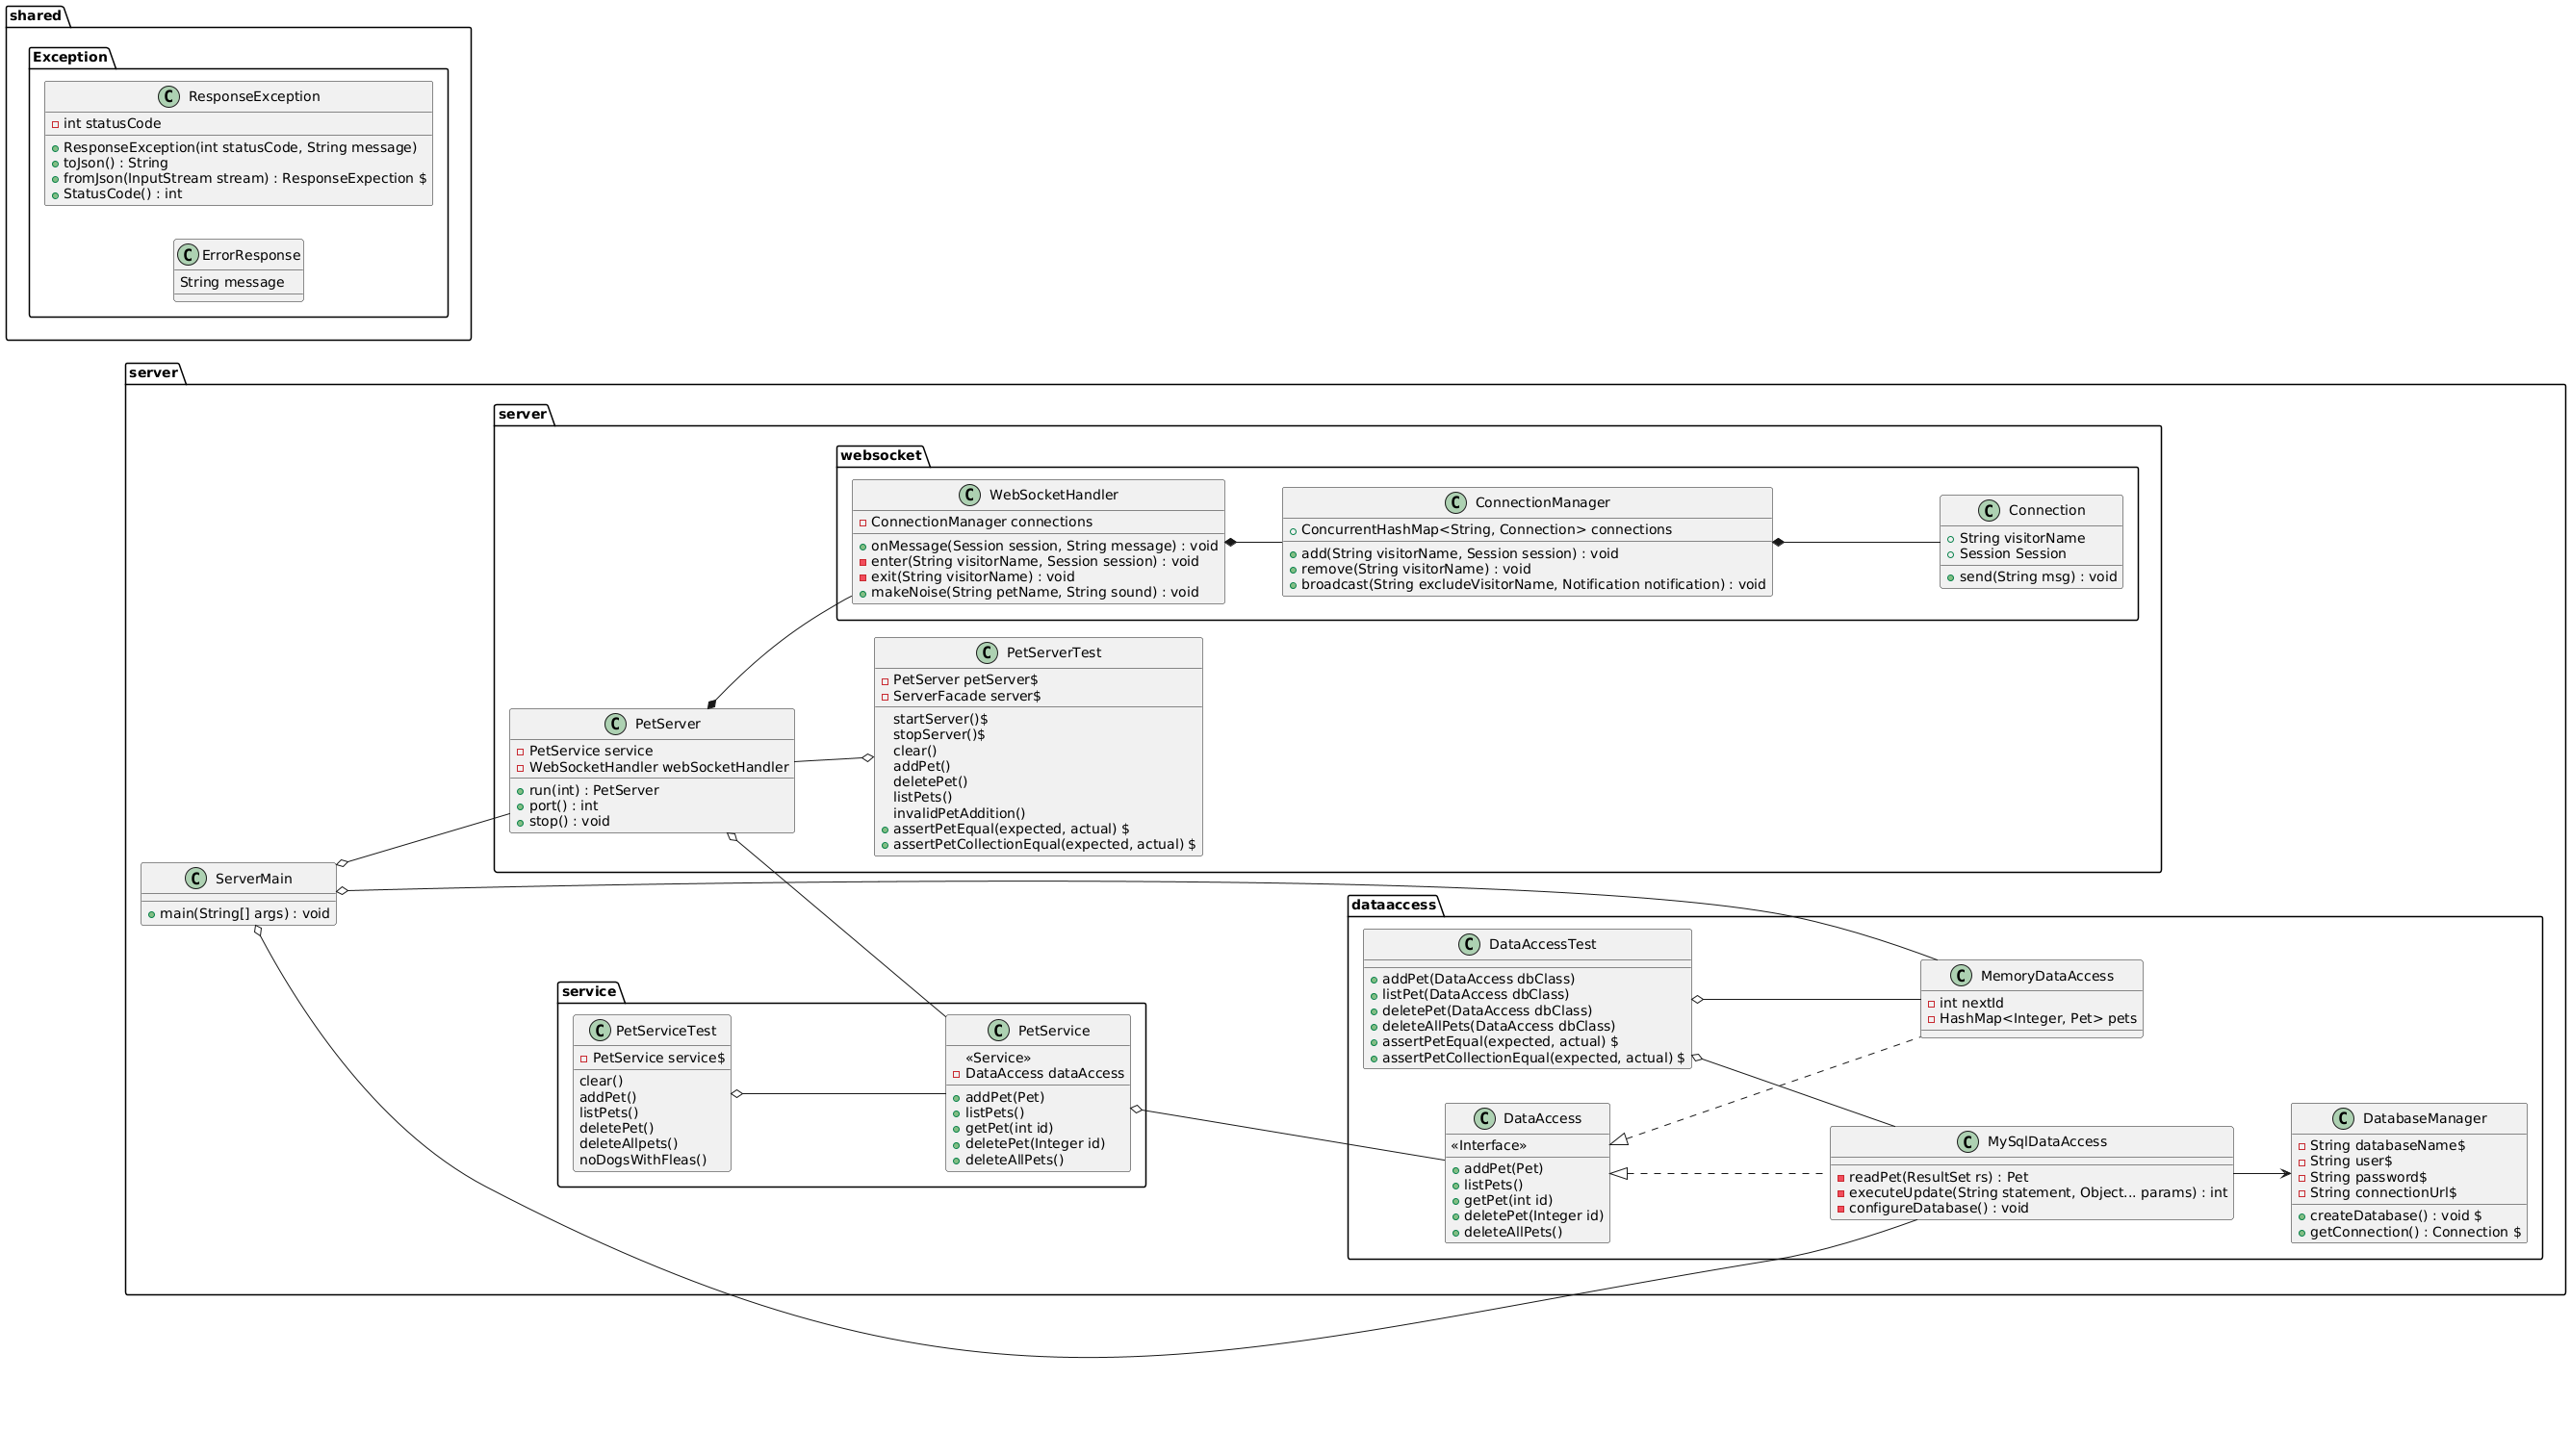 shared
Exception
C ResponseException
int statusCode
ResponseException(int statusCode, String message)
toJson() : String
fromJson(InputStream stream) : ResponseExpection $
StatusCode() : int
C ErrorResponse
String message
server
server
websocket
C WebSocketHandler
ConnectionManager connections
onMessage(Session session, String message) : void
enter(String visitorName, Session session) : void
exit(String visitorName) : void
makeNoise(String petName, String sound) : void
C ConnectionManager
ConcurrentHashMap<String, Connection> connections
add(String visitorName, Session session) : void
remove(String visitorName) : void
broadcast(String excludeVisitorName, Notification notification) : void
C Connection
String visitorName
Session Session
send(String msg) : void
C PetServerTest
PetServer petServer$
ServerFacade server$
startServer()$
stopServer()$
clear()
addPet()
deletePet()
listPets()
invalidPetAddition()
assertPetEqual(expected, actual) $
assertPetCollectionEqual(expected, actual) $
C PetServer
PetService service
WebSocketHandler webSocketHandler
run(int) : PetServer
port() : int
stop() : void
C ServerMain
main(String[] args) : void
service
C PetServiceTest
PetService service$
clear()
addPet()
listPets()
deletePet()
deleteAllpets()
noDogsWithFleas()
C PetService
«Service»
DataAccess dataAccess
addPet(Pet)
listPets()
getPet(int id)
deletePet(Integer id)
deleteAllPets()
dataaccess
C DataAccessTest
addPet(DataAccess dbClass)
listPet(DataAccess dbClass)
deletePet(DataAccess dbClass)
deleteAllPets(DataAccess dbClass)
assertPetEqual(expected, actual) $
assertPetCollectionEqual(expected, actual) $
C MemoryDataAccess
int nextId
HashMap<Integer, Pet> pets
C DataAccess
«Interface»
addPet(Pet)
listPets()
getPet(int id)
deletePet(Integer id)
deleteAllPets()
C MySqlDataAccess
readPet(ResultSet rs) : Pet
executeUpdate(String statement, Object... params) : int
configureDatabase() : void
C DatabaseManager
String databaseName$
String user$
String password$
String connectionUrl$
createDatabase() : void $
getConnection() : Connection $